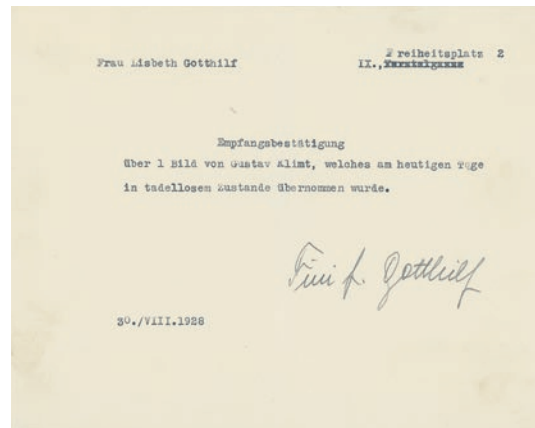 Freiheitsplatz 2
Frau Lisbeth Gotthilf IX.,
Empfangsbestätigung
über 1 Bild von Gustav Klimt, welches am heutigen Tage
in tadellosem Zustande übernommen wurde.
Gotthilf
30./VIII.1928